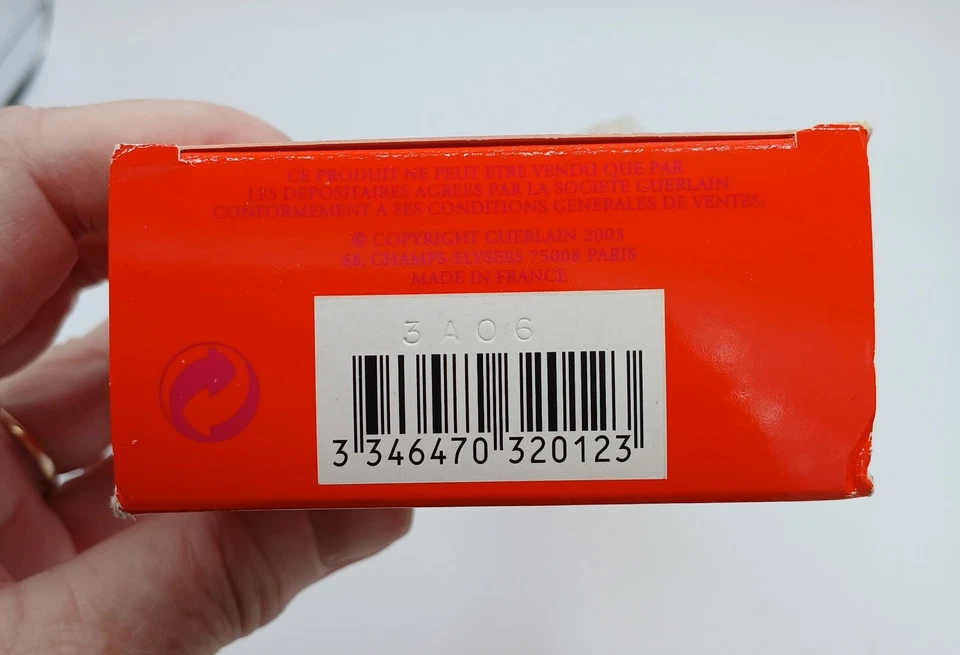 CE PRODUIT NE PEUT ETRE VENDU QUE PAR
LES DEPOSITAIRES AGREES PAR LA SOCIETE GUERLAIN
CONFORMEMENT A SES CONDITIONS GENERALES DE VENTES.
© COPYRIGHT GUERLAIN 2003
68, CHAMPS-ELYSEES 75008 PARIS
MADE IN FRANCE
3A06
3 346470 320123